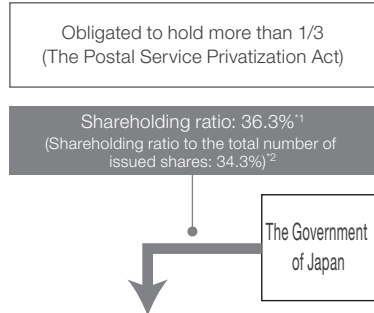 Obligated to hold more than 1/3
(The Postal Service Privatization Act)
Shareholding ratio: 36.3%*1
(Shareholding ratio to the total number of
issued shares: 34.3%)*2
The Government
of Japan